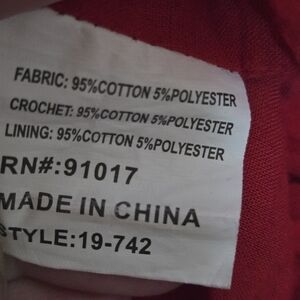 FABRIC: 95%COTTON 5%POLYESTER
CROCHET: 95%COTTON 5%POLYESTER
LINING: 95%COTTON 5%POLYESTER
RN#:91017
MADE IN CHINA
STYLE:19-742